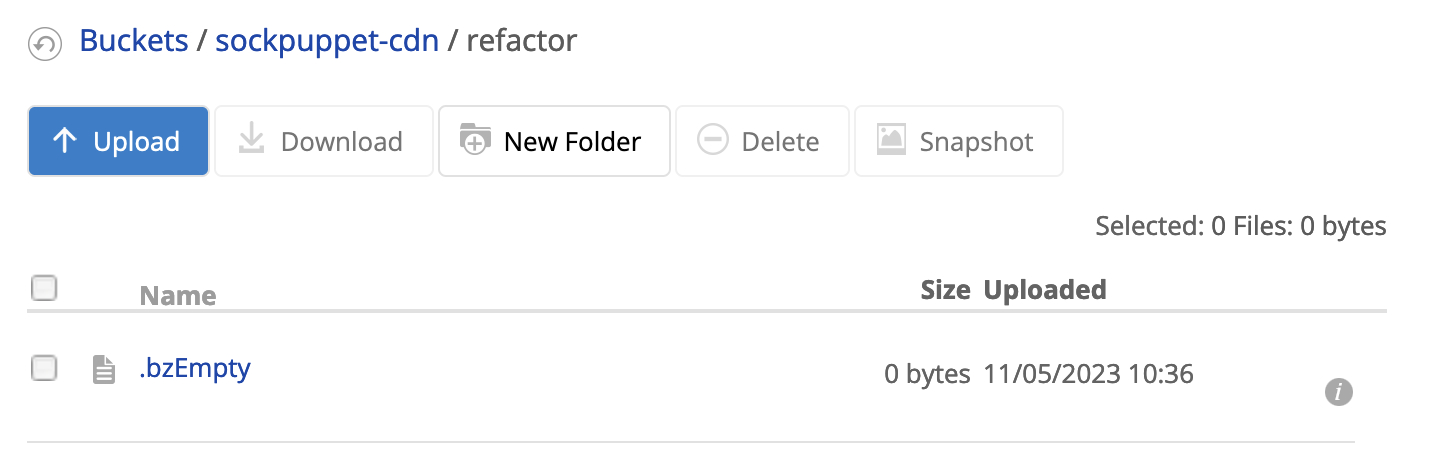 Buckets / sockpuppet-cdn / refactor
Upload Download New Folder Delete Snapshot
Selected: 0 Files: 0 bytes
Name Size Uploaded
.bzEmpty 0 bytes 11/05/2023 10:36